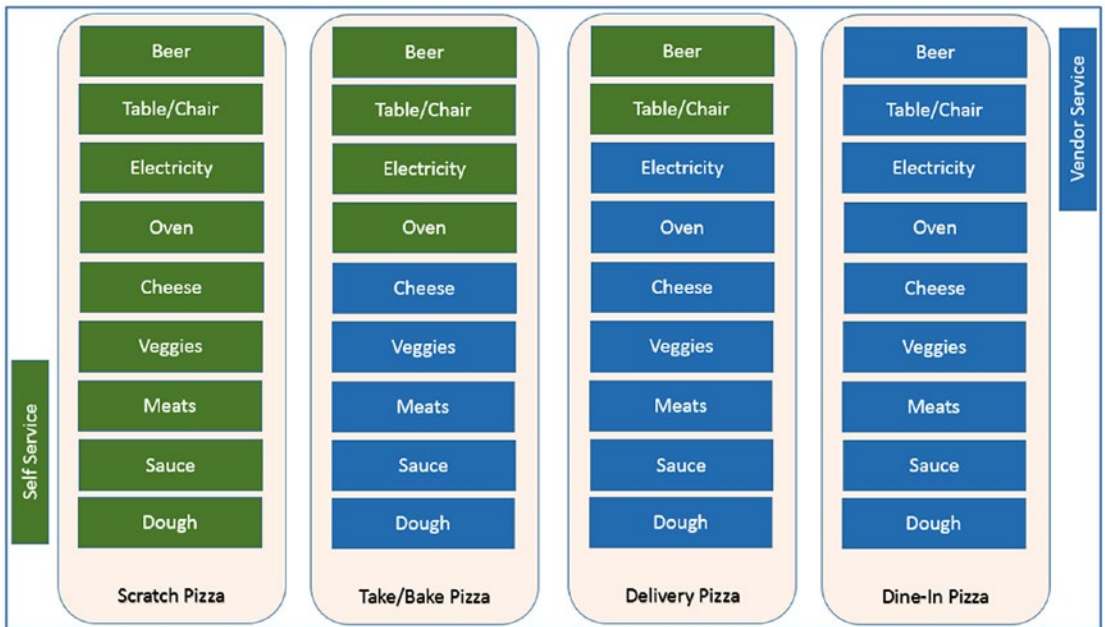 Self Service
Beer
Table/Chair
Electricity
Oven
Cheese
Veggies
Meats
Sauce
Dough
Scratch Pizza
Beer
Table/Chair
Electricity
Oven
Cheese
Veggies
Meats
Sauce
Dough
Take/Bake Pizza
Beer
Table/Chair
Electricity
Oven
Cheese
Veggies
Meats
Sauce
Dough
Delivery Pizza
Beer
Table/Chair
Electricity
Oven
Cheese
Veggies
Meats
Sauce
Dough
Dine-In Pizza
Vendor Service